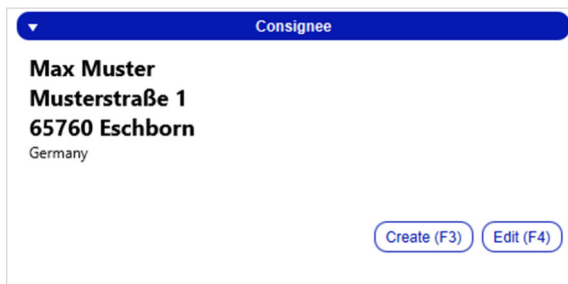 Consignee
Max Muster
Musterstraße 1
65760 Eschborn
Germany
Create (F3) Edit (F4)